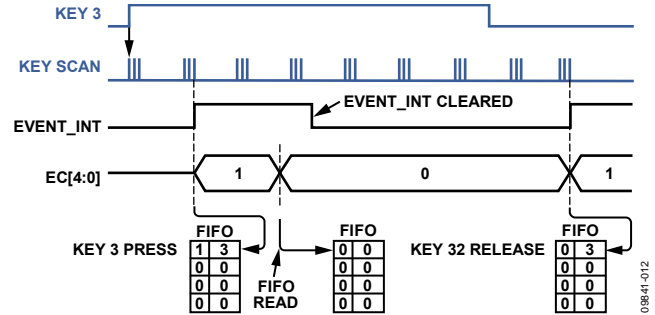 KEY 3
KEY SCAN
EVENT_INT CLEARED
EVENT_INT
EC[4:0]
1
0
1
FIFO
FIFO
FIFO
KEY 3 PRESS
1 3
0 0
0 0
0 0
FIFO
READ
0 0
0 0
0 0
0 0
KEY 32 RELEASE
0 3
0 0
0 0
0 0
09841-012